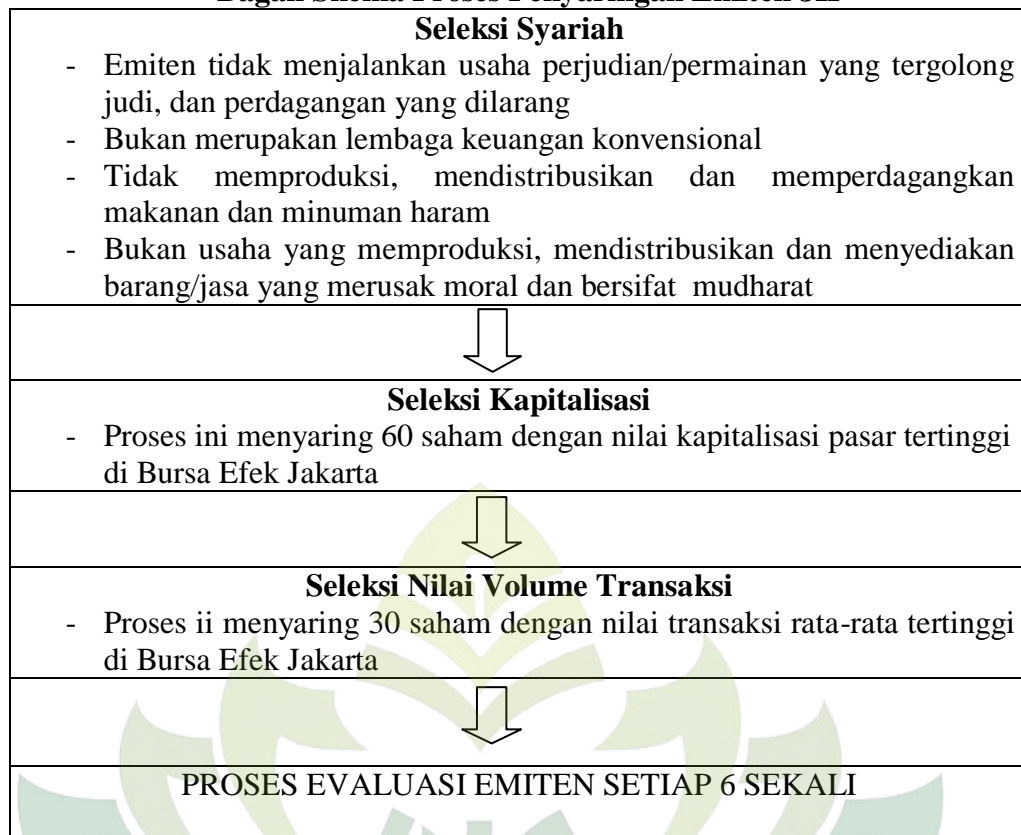 Seleksi Syariah
- Emiten tidak menjalankan usaha perjudian/permainan yang tergolong
judi, dan perdagangan yang dilarang
- Bukan merupakan lembaga keuangan konvensional
- Tidak memproduksi, mendistribusikan dan memperdagangkan
makanan dan minuman haram
- Bukan usaha yang memproduksi, mendistribusikan dan menyediakan
barang/jasa yang merusak moral dan bersifat mudharat
Seleksi Kapitalisasi
- Proses ini menyaring 60 saham dengan nilai kapitalisasi pasar tertinggi
di Bursa Efek Jakarta
Seleksi Nilai Volume Transaksi
- Proses ii menyaring 30 saham dengan nilai transaksi rata-rata tertinggi
di Bursa Efek Jakarta
PROSES EVALUASI EMITEN SETIAP 6 SEKALI